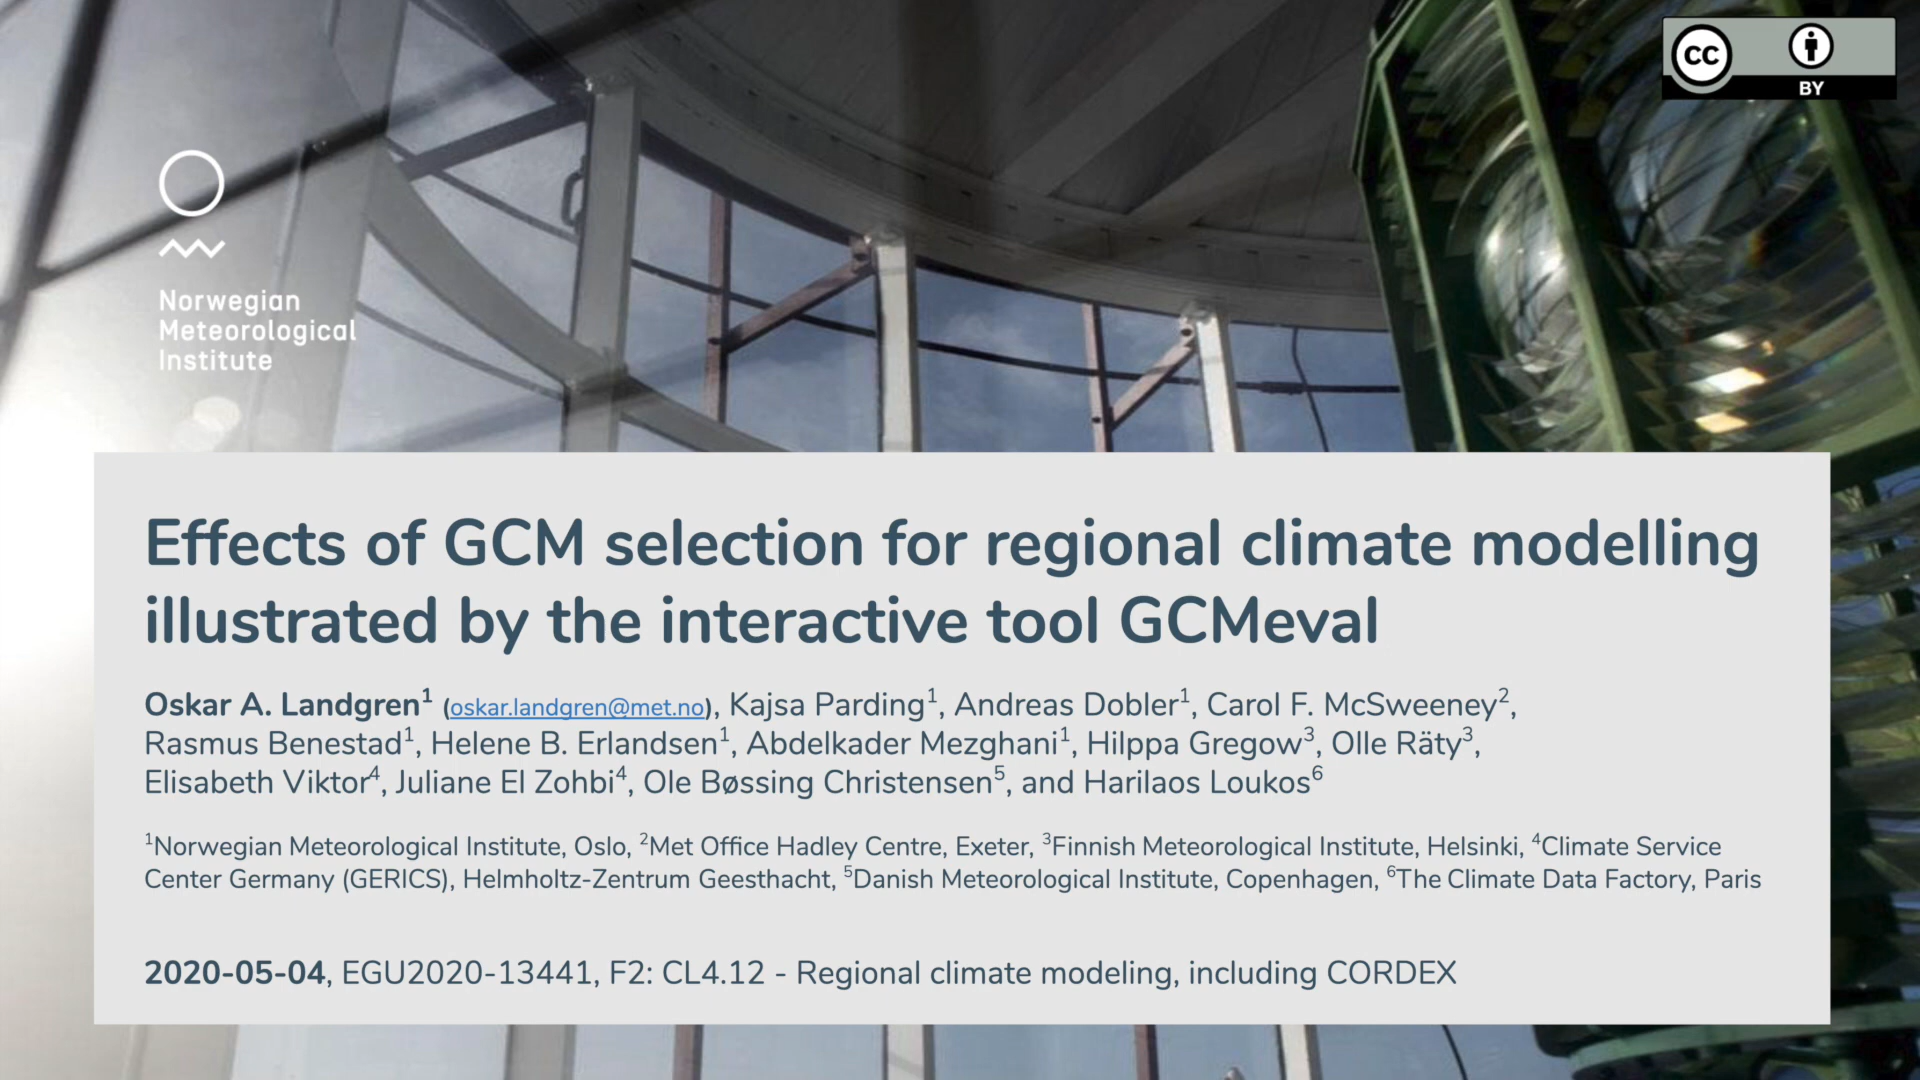 cc
BY
Norwegian
Meteorological
Institute
Effects of GCM selection for regional climate modelling
illustrated by the interactive tool GCMeval
Oskar A. Landgren¹ (oskar.landgren@met.no), Kajsa Parding¹, Andreas Dobler¹, Carol F. McSweeney²,
Rasmus Benestad¹, Helene B. Erlandsen¹, Abdelkader Mezghani¹, Hilppa Gregow³, Olle Räty³,
Elisabeth Viktor⁴, Juliane El Zohbi⁴, Ole Bøssing Christensen⁵, and Harilaos Loukos⁶
¹Norwegian Meteorological Institute, Oslo, ²Met Office Hadley Centre, Exeter, ³Finnish Meteorological Institute, Helsinki, ⁴Climate Service
Center Germany (GERICS), Helmholtz-Zentrum Geesthacht, ⁵Danish Meteorological Institute, Copenhagen, ⁶The Climate Data Factory, Paris
2020-05-04, EGU2020-13441, F2: CL4.12 - Regional climate modeling, including CORDEX